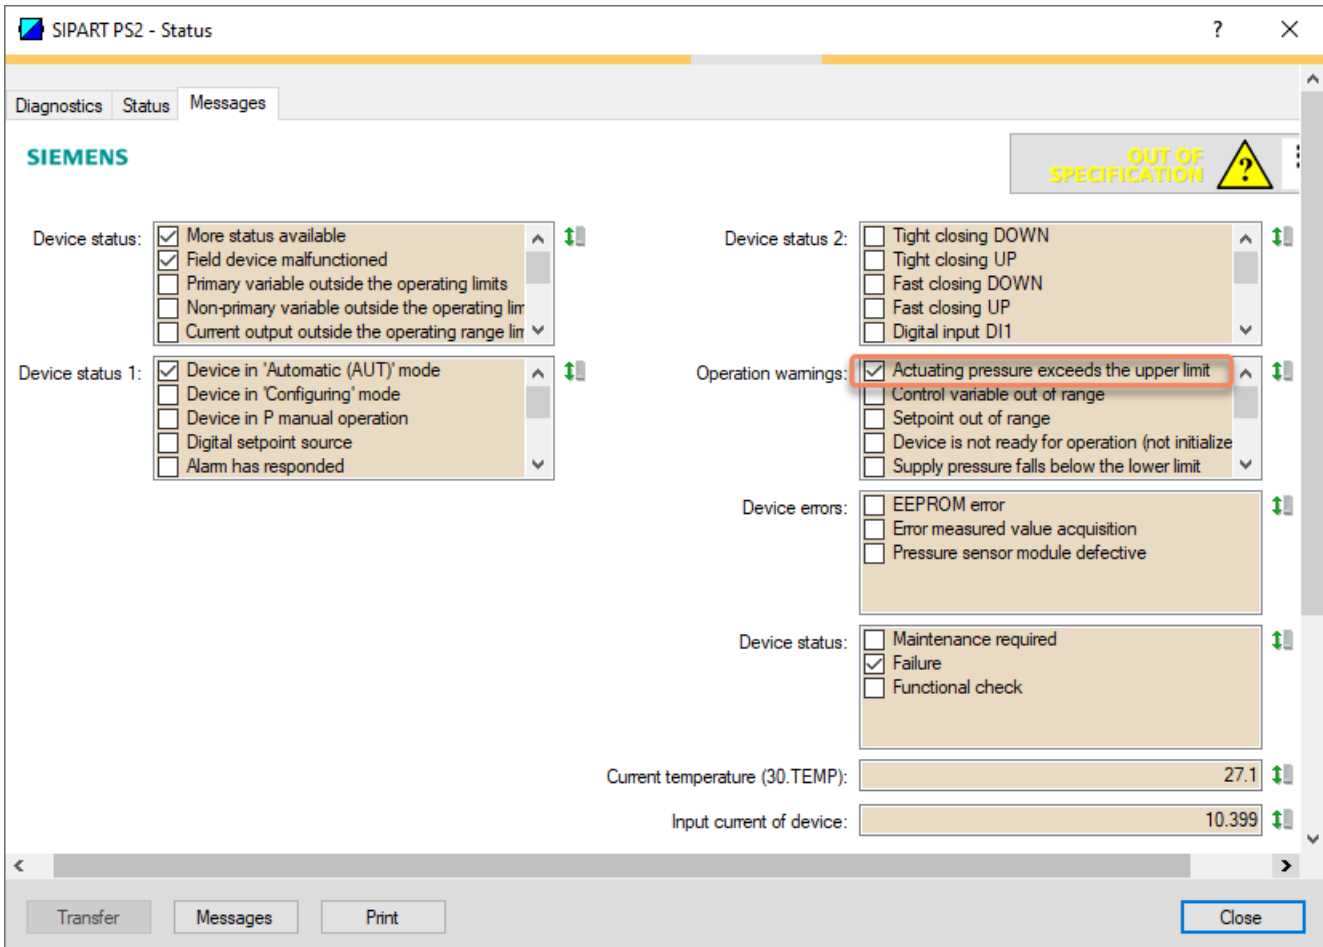 SIPART PS2 - Status
?
Diagnostics
Status
Messages
SIEMENS
OUT OF
SPECIFICATION
?
Device status:
More status available
Field device malfunctioned
Primary variable outside the operating limits
Non-primary variable outside the operating lim
Current output outside the operating range lim
Device status 1:
Device in 'Automatic (AUT)' mode
Device in 'Configuring' mode
Device in P manual operation
Digital setpoint source
Alarm has responded
Device status 2:
Tight closing DOWN
Tight closing UP
Fast closing DOWN
Fast closing UP
Digital input DI1
Operation warnings:
Actuating pressure exceeds the upper limit
Control variable out of range
Setpoint out of range
Device is not ready for operation (not initialize
Supply pressure falls below the lower limit
Device errors:
EEPROM error
Error measured value acquisition
Pressure sensor module defective
Device status:
Maintenance required
Failure
Functional check
Current temperature (30.TEMP):
27.1
Input current of device:
10.399
Transfer
Messages
Print
Close